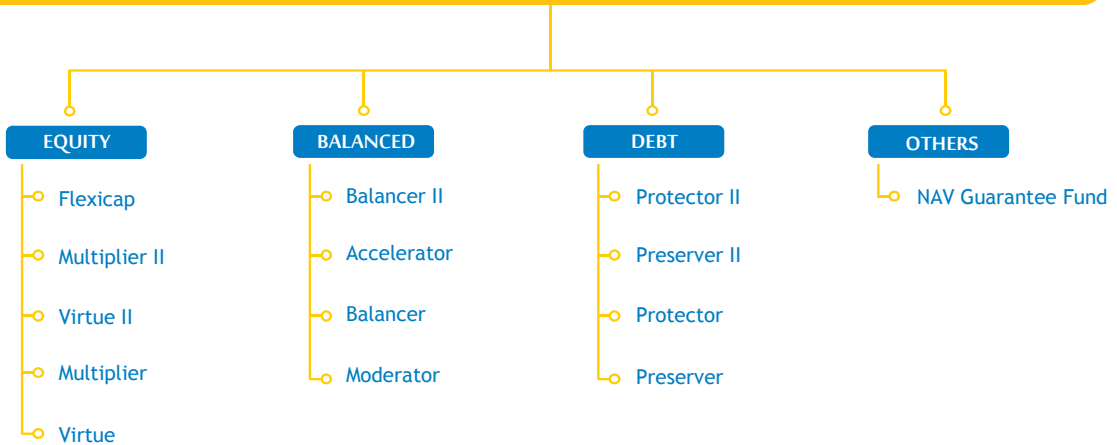 EQUITY
Flexicap
Multiplier II
Virtue II
Multiplier
Virtue
BALANCED
Balancer II
Accelerator
Balancer
Moderator
DEBT
Protector II
Preserver II
Protector
Preserver
OTHERS
NAV Guarantee Fund